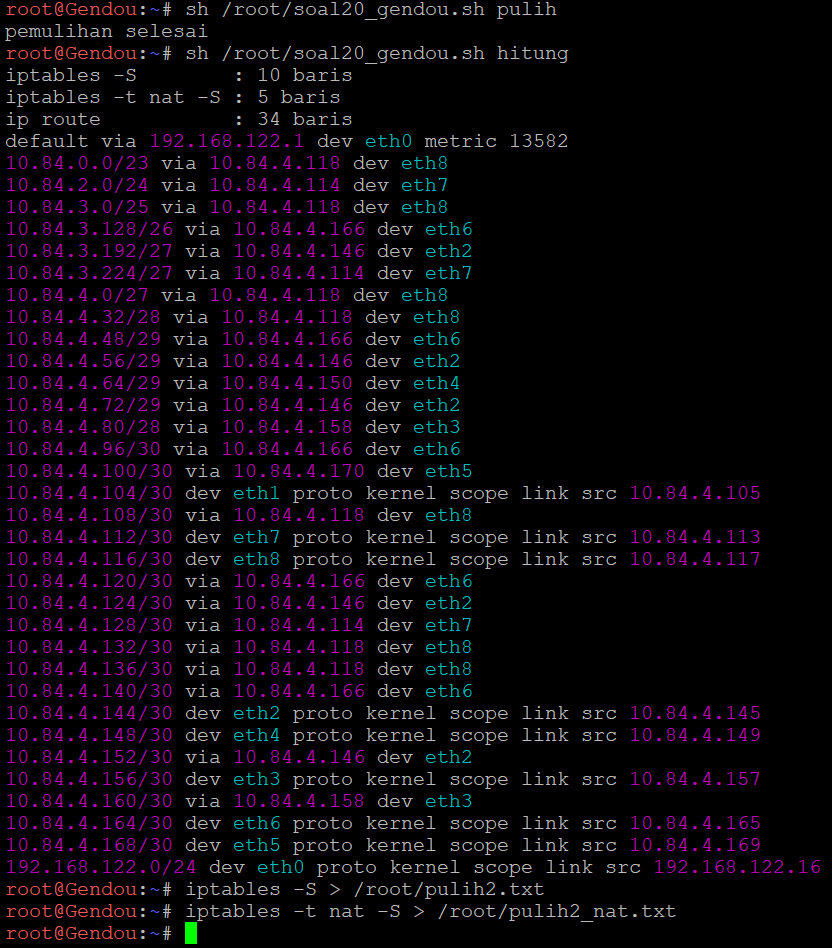 root@Gendou:~# sh /root/soal20_gendou.sh pulih
pemulihan selesai
root@Gendou:~# sh /root/soal20_gendou.sh hitung
iptables -S        : 10 baris
iptables -t nat -S : 5 baris
ip route           : 34 baris
default via 192.168.122.1 dev eth0 metric 13582
10.84.0.0/23 via 10.84.4.118 dev eth8
10.84.2.0/24 via 10.84.4.114 dev eth7
10.84.3.0/25 via 10.84.4.118 dev eth8
10.84.3.128/26 via 10.84.4.166 dev eth6
10.84.3.192/27 via 10.84.4.146 dev eth2
10.84.3.224/27 via 10.84.4.114 dev eth7
10.84.4.0/27 via 10.84.4.118 dev eth8
10.84.4.32/28 via 10.84.4.118 dev eth8
10.84.4.48/29 via 10.84.4.166 dev eth6
10.84.4.56/29 via 10.84.4.146 dev eth2
10.84.4.64/29 via 10.84.4.150 dev eth4
10.84.4.72/29 via 10.84.4.146 dev eth2
10.84.4.80/28 via 10.84.4.158 dev eth3
10.84.4.96/30 via 10.84.4.166 dev eth6
10.84.4.100/30 via 10.84.4.170 dev eth5
10.84.4.104/30 dev eth1 proto kernel scope link src 10.84.4.105
10.84.4.108/30 via 10.84.4.118 dev eth8
10.84.4.112/30 dev eth7 proto kernel scope link src 10.84.4.113
10.84.4.116/30 dev eth8 proto kernel scope link src 10.84.4.117
10.84.4.120/30 via 10.84.4.166 dev eth6
10.84.4.124/30 via 10.84.4.146 dev eth2
10.84.4.128/30 via 10.84.4.114 dev eth7
10.84.4.132/30 via 10.84.4.118 dev eth8
10.84.4.136/30 via 10.84.4.118 dev eth8
10.84.4.140/30 via 10.84.4.166 dev eth6
10.84.4.144/30 dev eth2 proto kernel scope link src 10.84.4.145
10.84.4.148/30 dev eth4 proto kernel scope link src 10.84.4.149
10.84.4.152/30 via 10.84.4.146 dev eth2
10.84.4.156/30 dev eth3 proto kernel scope link src 10.84.4.157
10.84.4.160/30 via 10.84.4.158 dev eth3
10.84.4.164/30 dev eth6 proto kernel scope link src 10.84.4.165
10.84.4.168/30 dev eth5 proto kernel scope link src 10.84.4.169
192.168.122.0/24 dev eth0 proto kernel scope link src 192.168.122.16
root@Gendou:~# iptables -S > /root/pulih2.txt
root@Gendou:~# iptables -t nat -S > /root/pulih2_nat.txt
root@Gendou:~#